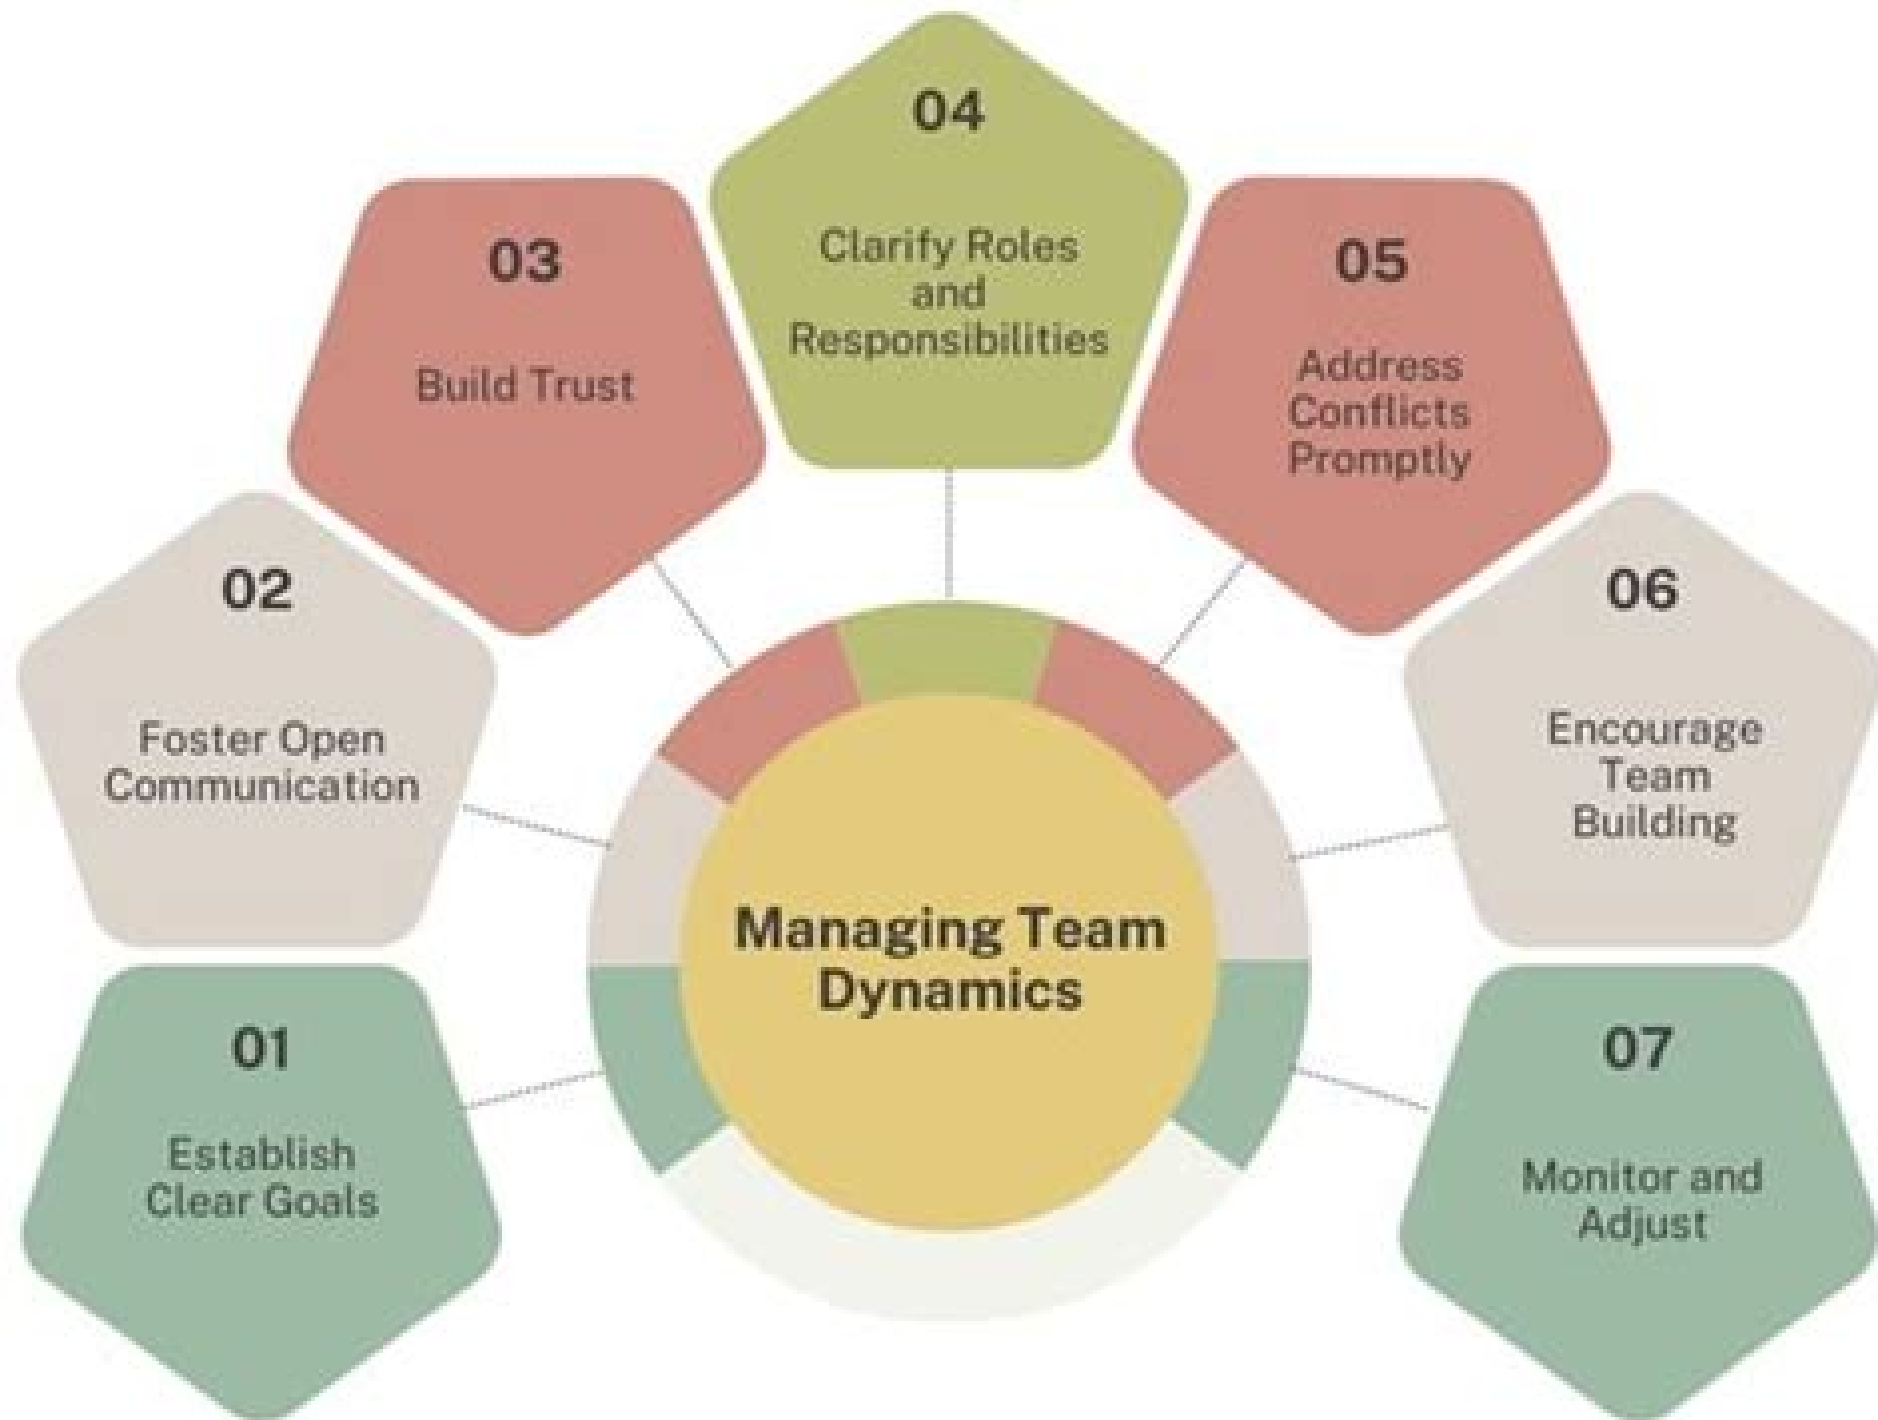 04
Clarify Roles
and
Responsibilities
03
Build Trust
05
Address
Conflicts
Promptly
02
Foster Open
Communication
06
Encourage
Team
Building
Managing Team
Dynamics
01
Establish
Clear Goals
07
Monitor and
Adjust